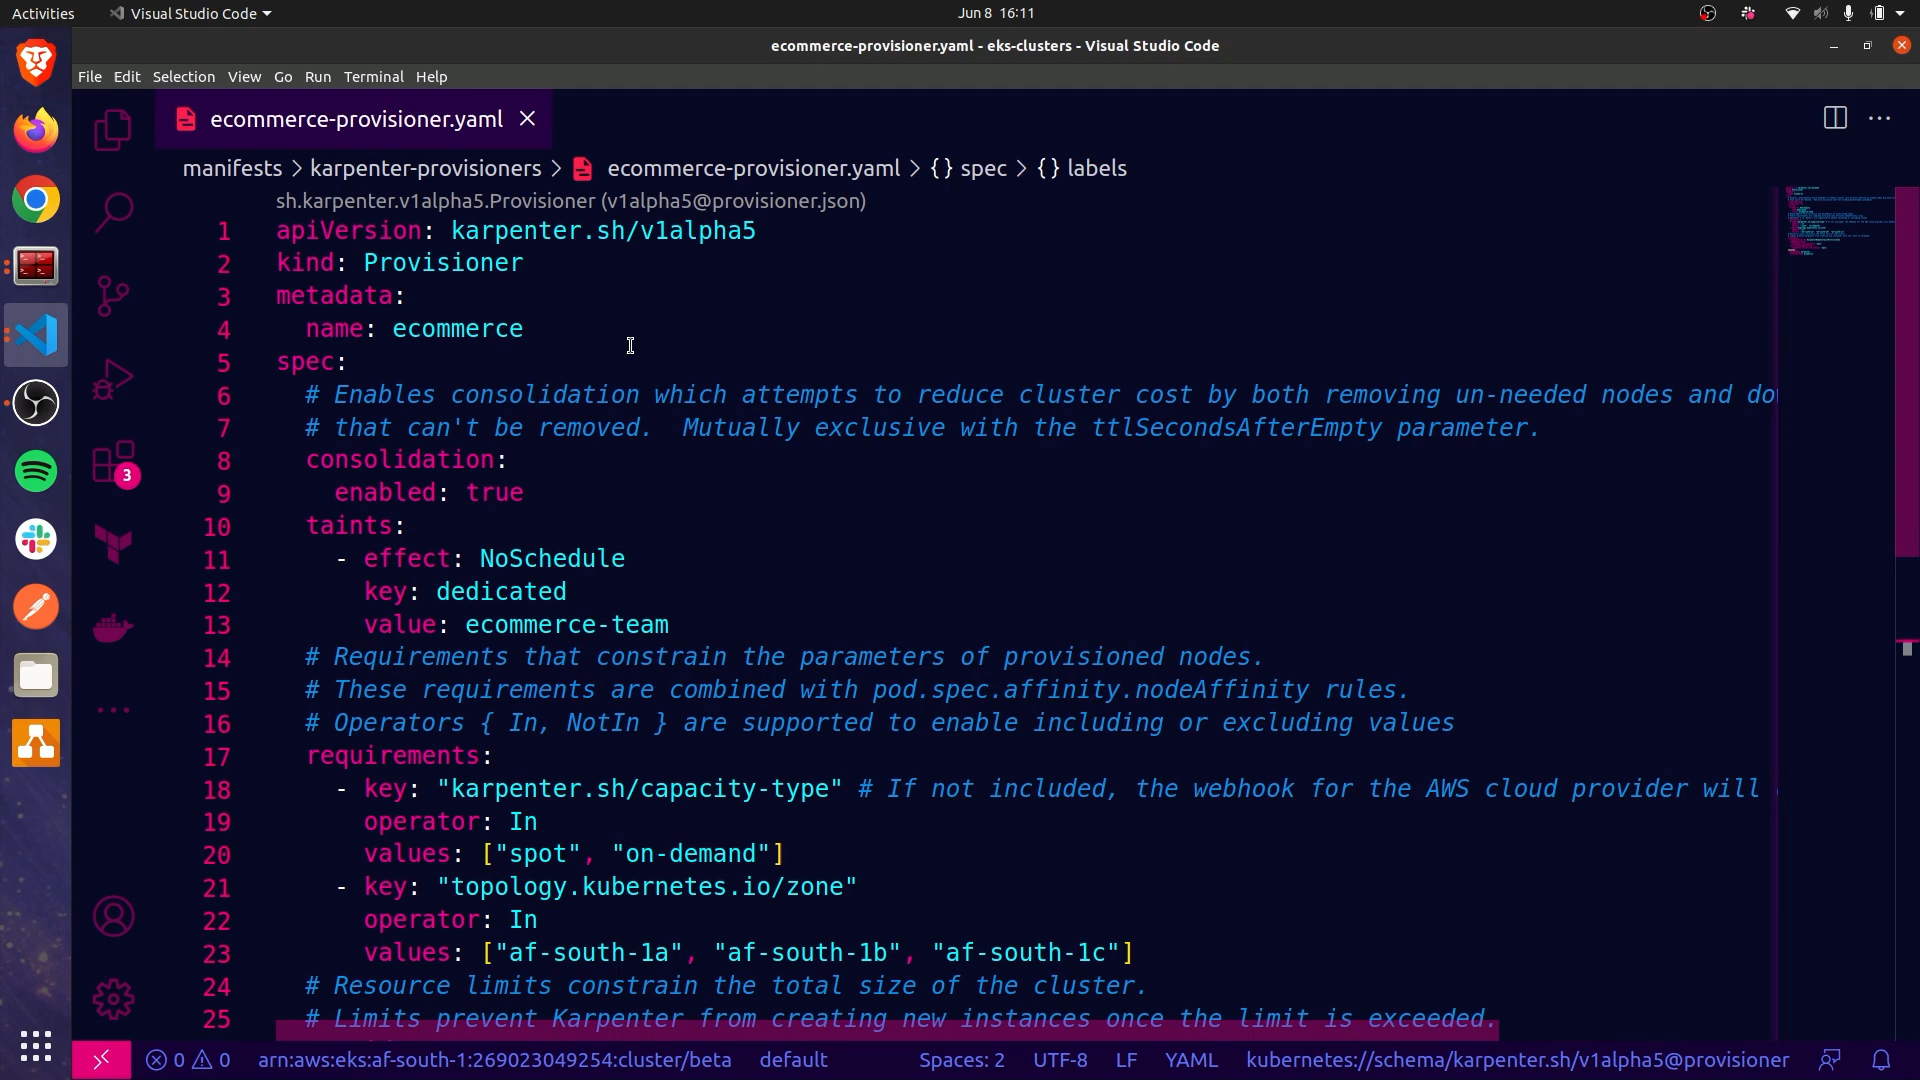 Activities
Visual Studio Code
Jun 8 16:11
ecommerce-provisioner.yaml - eks-clusters - Visual Studio Code
File Edit Selection View Go Run Terminal Help
ecommerce-provisioner.yaml
manifests > karpenter-provisioners > ecommerce-provisioner.yaml > {} spec > {} labels
sh.karpenter.v1alpha5.Provisioner (v1alpha5@provisioner.json)
1 apiVersion: karpenter.sh/v1alpha5
2 kind: Provisioner
3 metadata:
4 name: ecommerce
5 spec:
6 # Enables consolidation which attempts to reduce cluster cost by both removing un-needed nodes and
7 # that can't be removed. Mutually exclusive with the ttlSecondsAfterEmpty parameter.
8 consolidation:
9 enabled: true
10 taints:
11 - effect: NoSchedule
12 key: dedicated
13 value: ecommerce-team
14 # Requirements that constrain the parameters of provisioned nodes.
15 # These requirements are combined with pod.spec.affinity.nodeAffinity rules.
16 # Operators { In, NotIn } are supported to enable including or excluding values
17 requirements:
18 - key: "karpenter.sh/capacity-type" # If not included, the webhook for the AWS cloud provider will
19 operator: In
20 values: ["spot", "on-demand"]
21 - key: "topology.kubernetes.io/zone"
22 operator: In
23 values: ["af-south-1a", "af-south-1b", "af-south-1c"]
24 # Resource limits constrain the total size of the cluster.
25 # Limits prevent Karpenter from creating new instances once the limit is exceeded.
3
0 0 arn:aws:eks:af-south-1:269023049254:cluster/beta default Spaces: 2 UTF-8 LF YAML kubernetes://schema/karpenter.sh/v1alpha5@provisioner